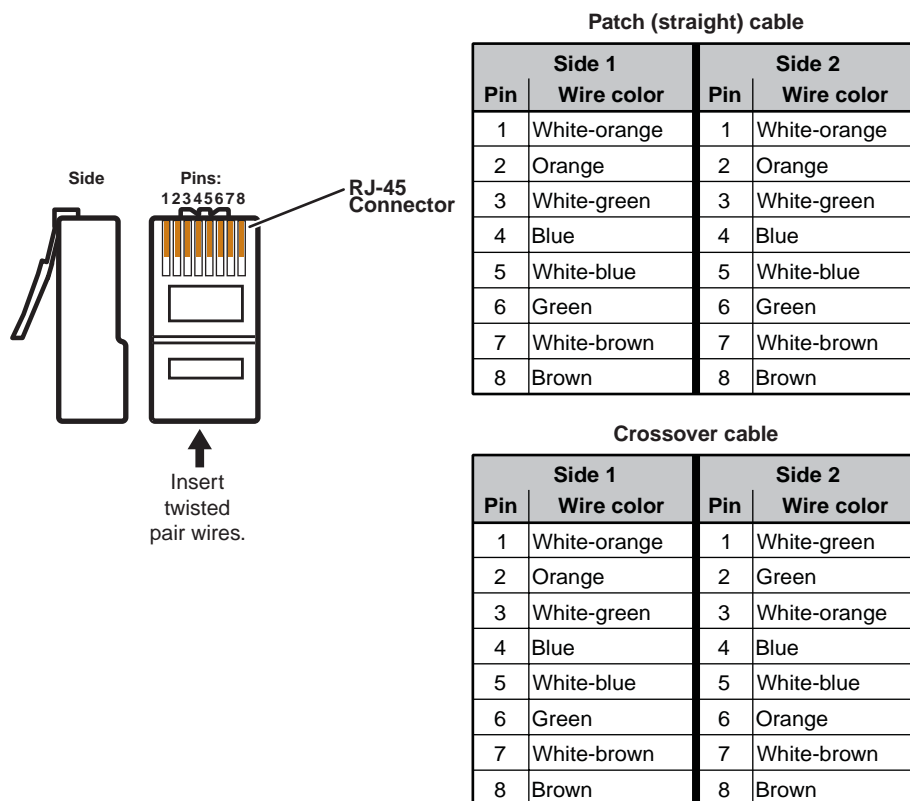 Side
Pins:
12345678
RJ-45
Connector
Insert
twisted
pair wires.
Patch (straight) cable
Side 1 Side 2
Pin Wire color Pin Wire color
1 White-orange 1 White-orange
2 Orange 2 Orange
3 White-green 3 White-green
4 Blue 4 Blue
5 White-blue 5 White-blue
6 Green 6 Green
7 White-brown 7 White-brown
8 Brown 8 Brown
Crossover cable
Side 1 Side 2
Pin Wire color Pin Wire color
1 White-orange 1 White-green
2 Orange 2 Green
3 White-green 3 White-orange
4 Blue 4 Blue
5 White-blue 5 White-blue
6 Green 6 Orange
7 White-brown 7 White-brown
8 Brown 8 Brown